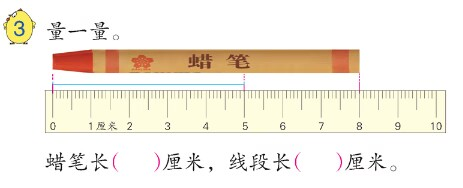 3 量一量。
蜡笔
0 1厘米 2 3 4 5 6 7 8 9 10
蜡笔长( )厘米，线段长( )厘米。